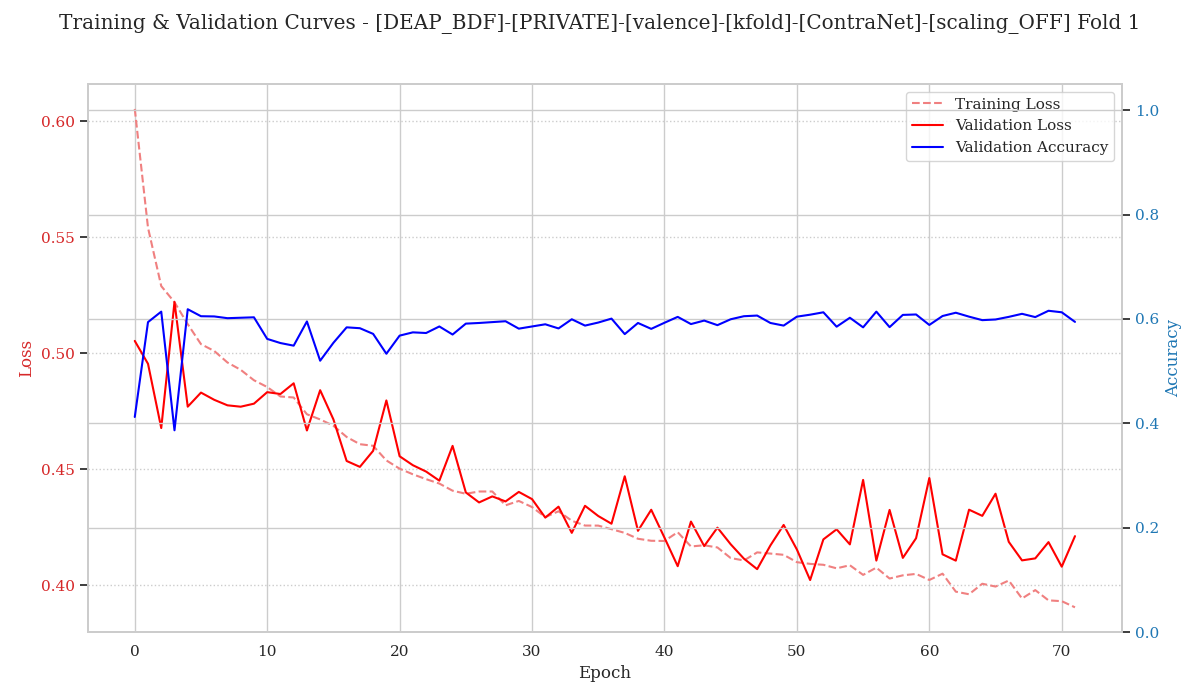 Training & Validation Curves - [DEAP_BDF]-[PRIVATE]-[valence]-[kfold]-[ContraNet]-[scaling_OFF] Fold 1
Training Loss
Validation Loss
Validation Accuracy
0.60
0.55
0.50
0.45
0.40
Loss
1.0
0.8
0.6
0.4
0.2
0.0
Accuracy
0 10 20 30 40 50 60 70
Epoch